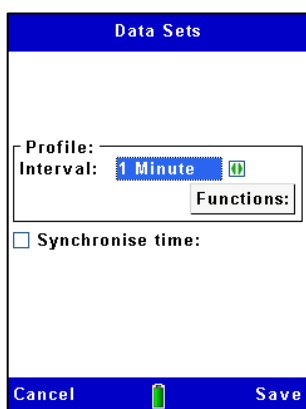 Data Sets
Profile:
Interval: 1 Minute
Functions:
Synchronise time:
Cancel Save